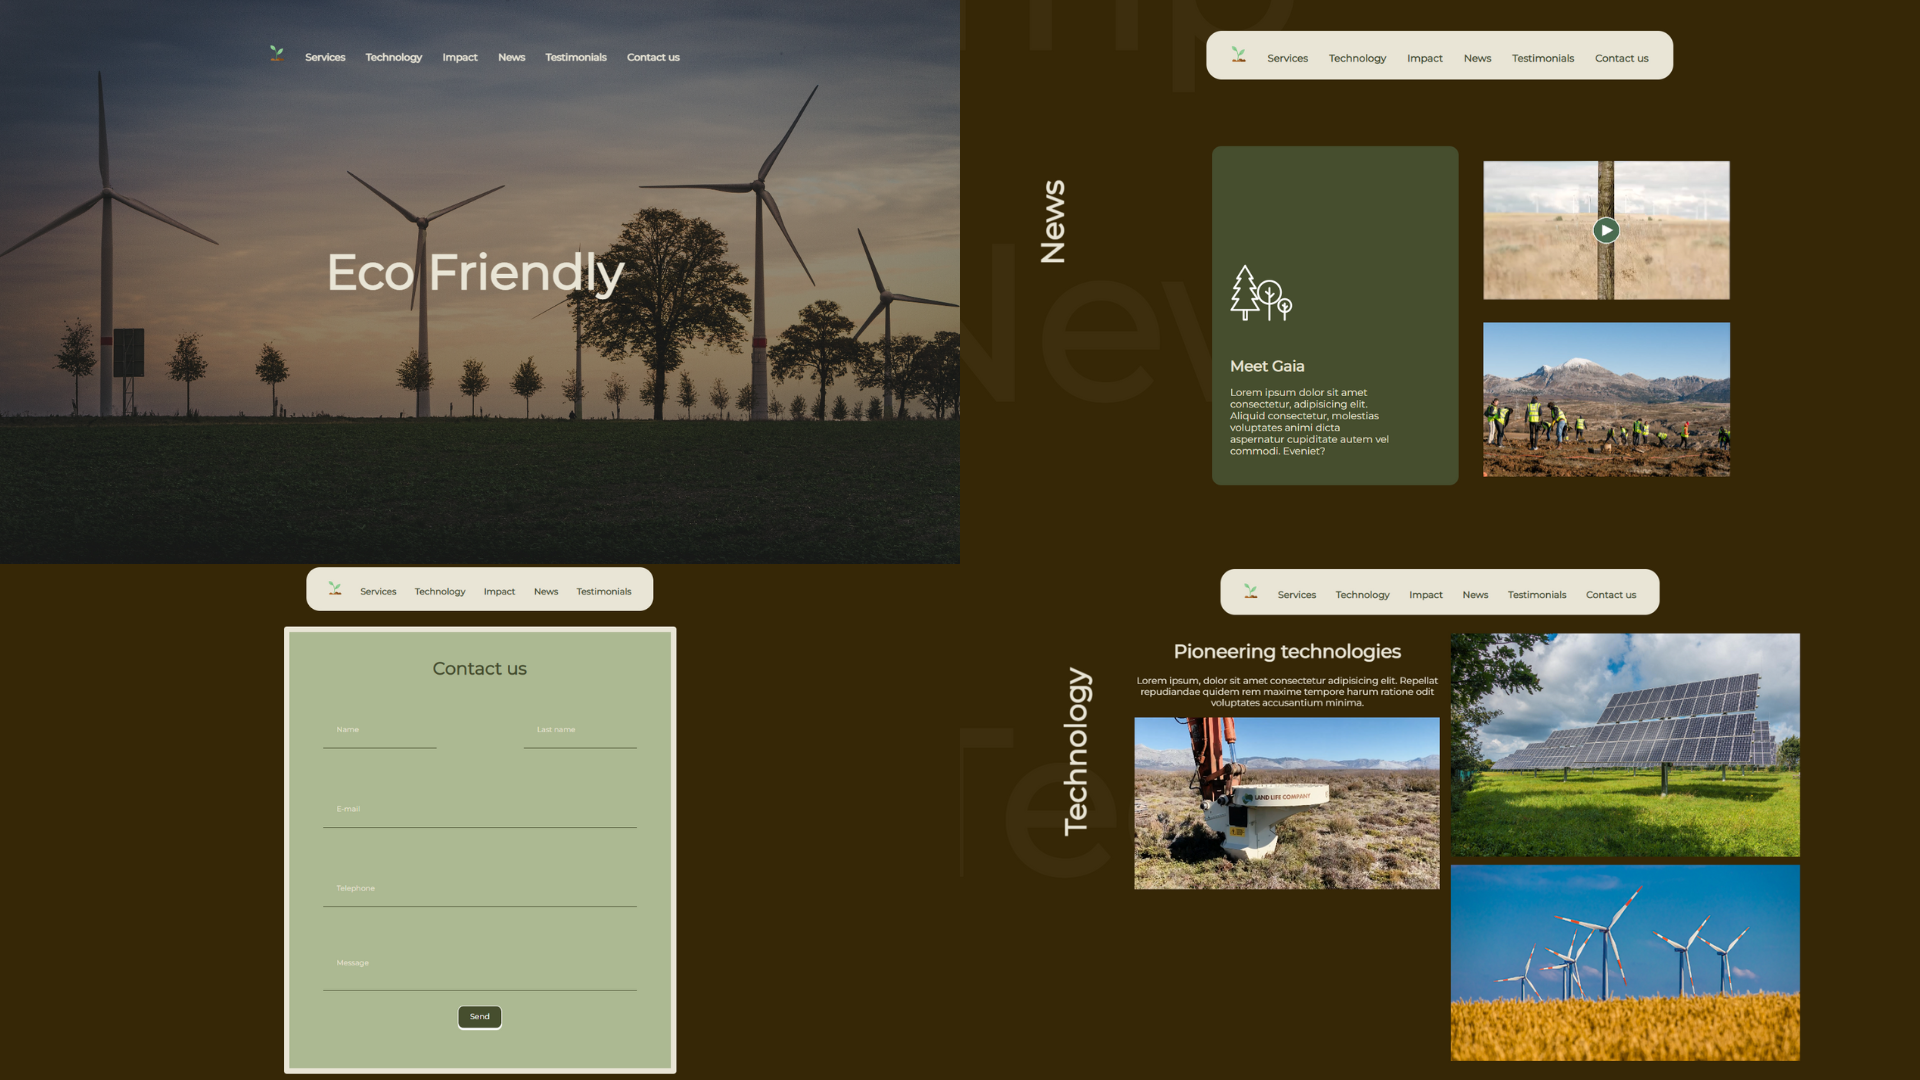 Services Technology Impact News Testimonials Contact us
Eco Friendly
Services Technology Impact News Testimonials Contact us
News
Meet Gaia
Lorem ipsum dolor sit amet
consectetur, adipisicing elit.
Aliquid consectetur, molestias
voluptates animi dicta
aspernatur cupiditate autem vel
commodi. Eveniet?
Services Technology Impact News Testimonials
Contact us
Name Last name
E-mail
Telephone
Message
Send
Services Technology Impact News Testimonials Contact us
Technology
Pioneering technologies
Lorem ipsum, dolor sit amet consectetur adipisicing elit. Repellat
repudiandae quidem rem maxime tempore harum ratione odit
voluptates accusantium minima.
LAND LIFE COMPANY